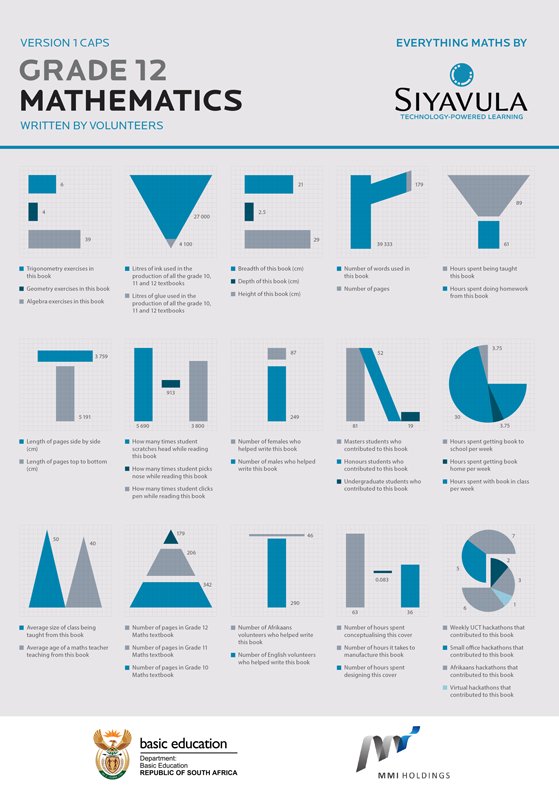 VERSION 1 CAPS
EVERYTHING MATHS BY
GRADE 12
MATHEMATICS
WRITTEN BY VOLUNTEERS
SIYAVULA
TECHNOLOGY-POWERED LEARNING
6
4
39
27 000
4 100
21
2.5
29
179
39 333
89
61
Trigonometry exercises in
this book
Geometry exercises in this book
Algebra exercises in this book
Litres of ink used in the
production of all the grade 10,
11 and 12 textbooks
Litres of glue used in the
production of all the grade 10,
11 and 12 textbooks
Breadth of this book (cm)
Depth of this book (cm)
Height of this book (cm)
Number of words used in
this book
Number of pages
Hours spent being taught
this book
Hours spent doing homework
from this book
3 759
5 191
5 690
913
3 800
87
249
81
52
19
3.75
30
3.75
Length of pages side by side
(cm)
Length of pages top to bottom
(cm)
How many times student
scratches head while reading
this book
How many times student picks
nose while reading this book
How many times student clicks
pen while reading this book
Number of females who
helped write this book
Number of males who helped
write this book
Masters students who
contributed to this book
Honours students who
contributed to this book
Undergraduate students who
contributed to this book
Hours spent getting book to
school per week
Hours spent getting book
home per week
Hours spent with book in class
per week
50
40
179
206
342
46
290
63
0.083
36
7
5
2
3
6
1
Average size of class being
taught from this book
Average age of a maths teacher
teaching from this book
Number of pages in Grade 12
Maths textbook
Number of pages in Grade 11
Maths textbook
Number of pages in Grade 10
Maths textbook
Number of Afrikaans
volunteers who helped write
this book
Number of English volunteers
who helped write this book
Number of hours spent
conceptualising this cover
Number of hours it takes to
manufacture this book
Number of hours spent
designing this cover
Weekly UCT hackathons that
contributed to this book
Small office hackathons that
contributed to this book
Afrikaans hackathons that
contributed to this book
Virtual hackathons that
contributed to this book
basic education
Department:
Basic Education
REPUBLIC OF SOUTH AFRICA
MMI HOLDINGS